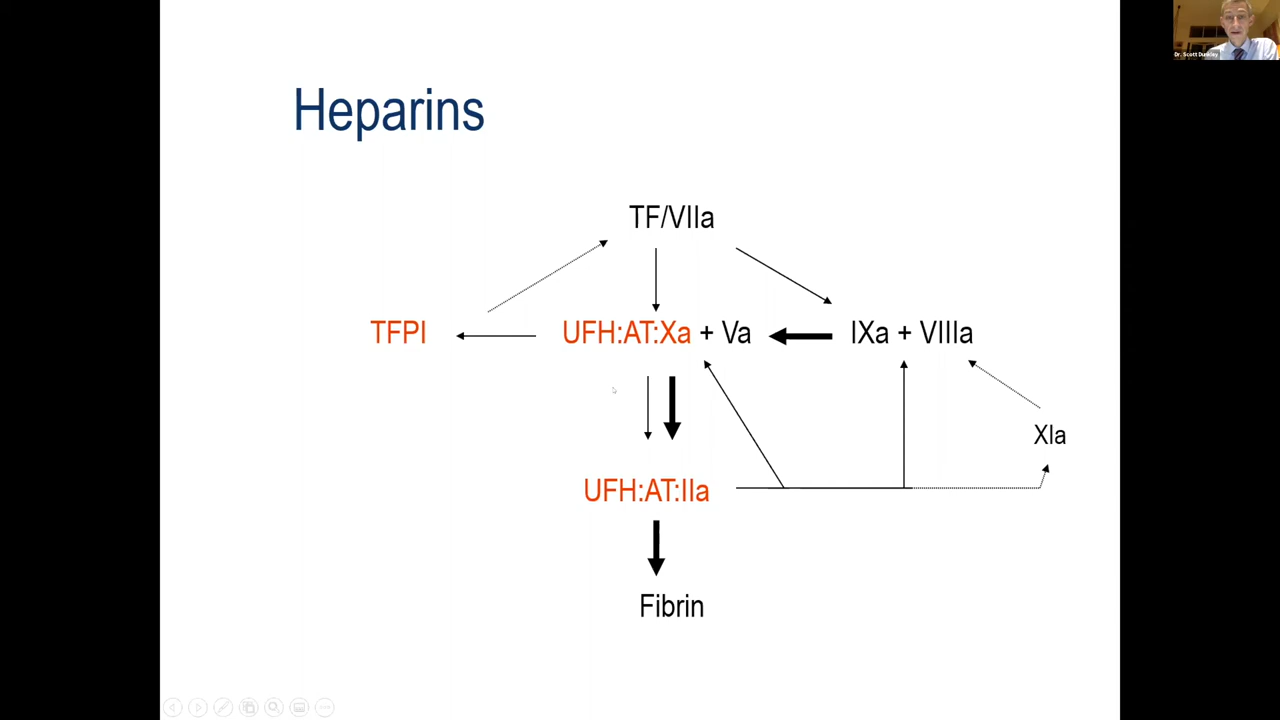 Dr. Scott Dunkley
Heparins
TF/VIIa
TFPI
UFH:AT:Xa + Va
IXa + VIIIa
XIa
UFH:AT:IIa
Fibrin